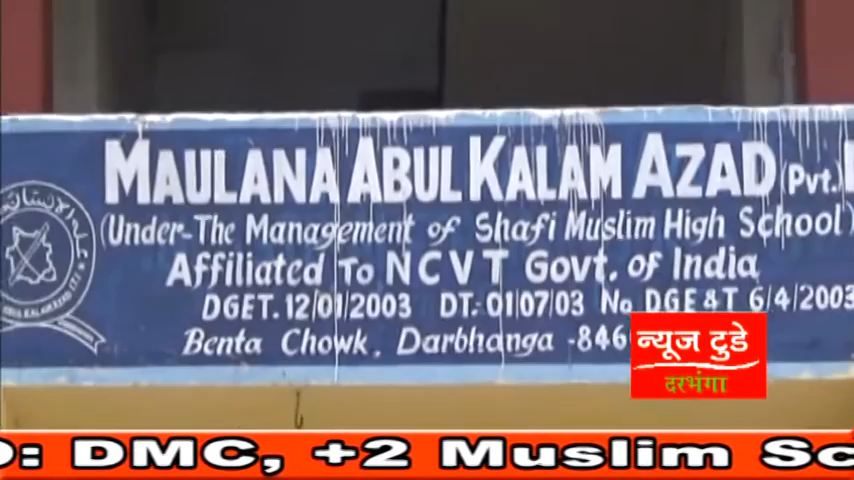 MAULANA ABUL KALAM AZAD (Pvt.
(Under-The Management of Shafi Muslim High School)
Affiliated To NCVT Govt. of India
DGET.12/01/2003 DT.-01/07/03 No.DGE&T 6/4/2003
Benta Chowk, Darbhanga -846
न्यूज टुडे
दरभंगा
D: DMC, +2 Muslim Sc